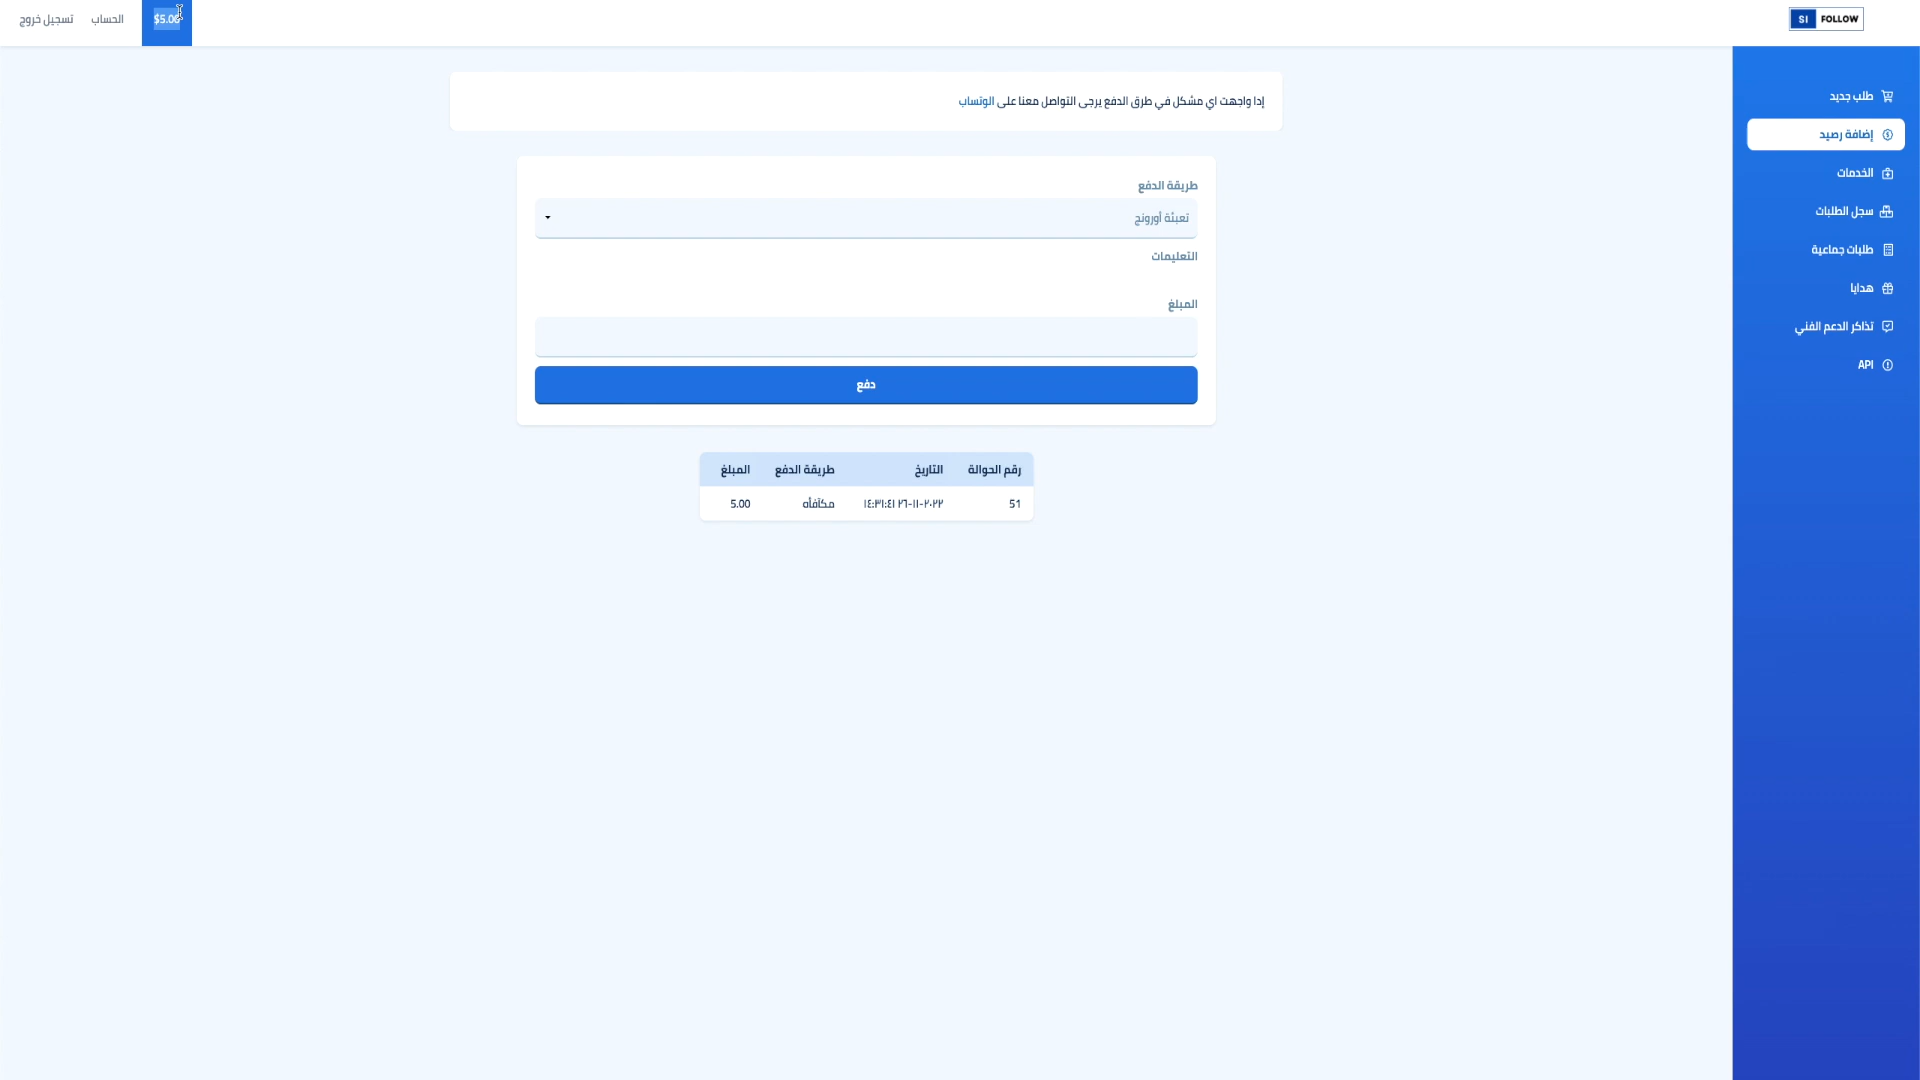 SI FOLLOW
$5.00
الحساب
تسجيل خروج
طلب جديد
إضافة رصيد
الخدمات
سجل الطلبات
طلبات جماعية
هدايا
تذاكر الدعم الفني
API
إدا واجهت اي مشكل في طرق الدفع يرجى التواصل معنا على الوتساب
طريقة الدفع
تعبئة أورونج
التعليمات
المبلغ
دفع
رقم الحوالة التاريخ طريقة الدفع المبلغ
51 ٢٠٢٢-١١-٢٦ ١٤:٣١:٤١ مكآفأه 5.00